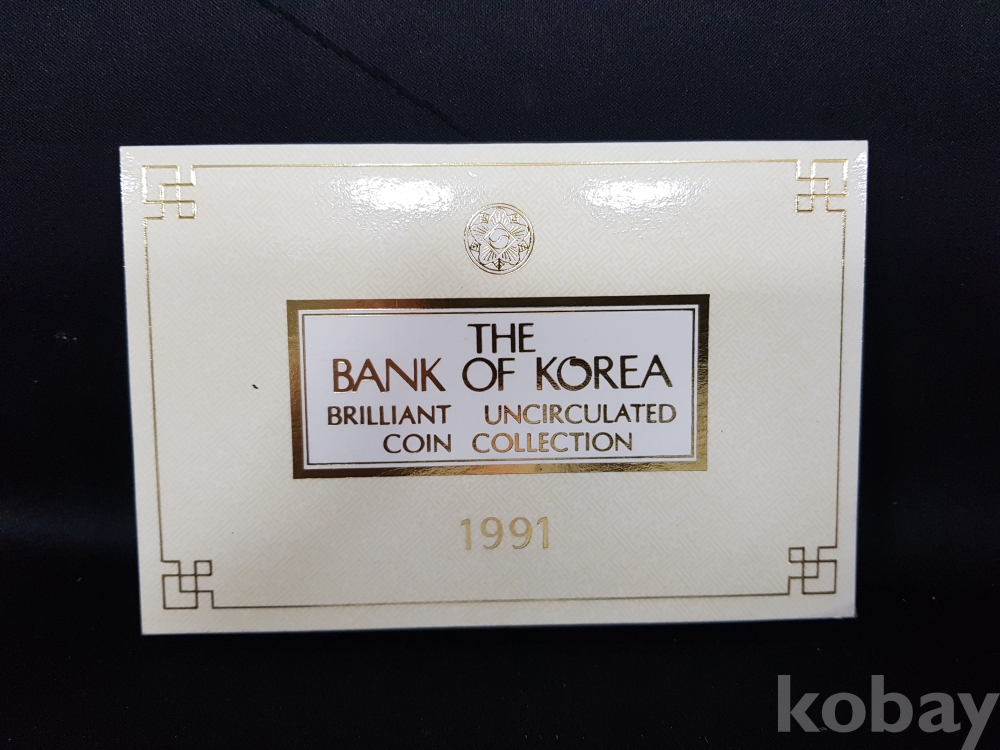 THE
BANK OF KOREA
BRILLIANT UNCIRCULATED
COIN COLLECTION
1991
kobay